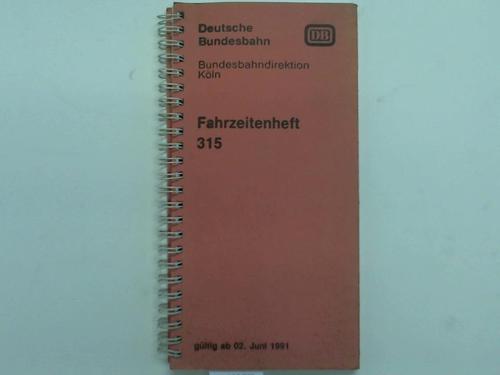 Deutsche
Bundesbahn
DB
Bundesbahndirektion
Köln
Fahrzeitenheft
315
gültig ab 02. Juni 1991